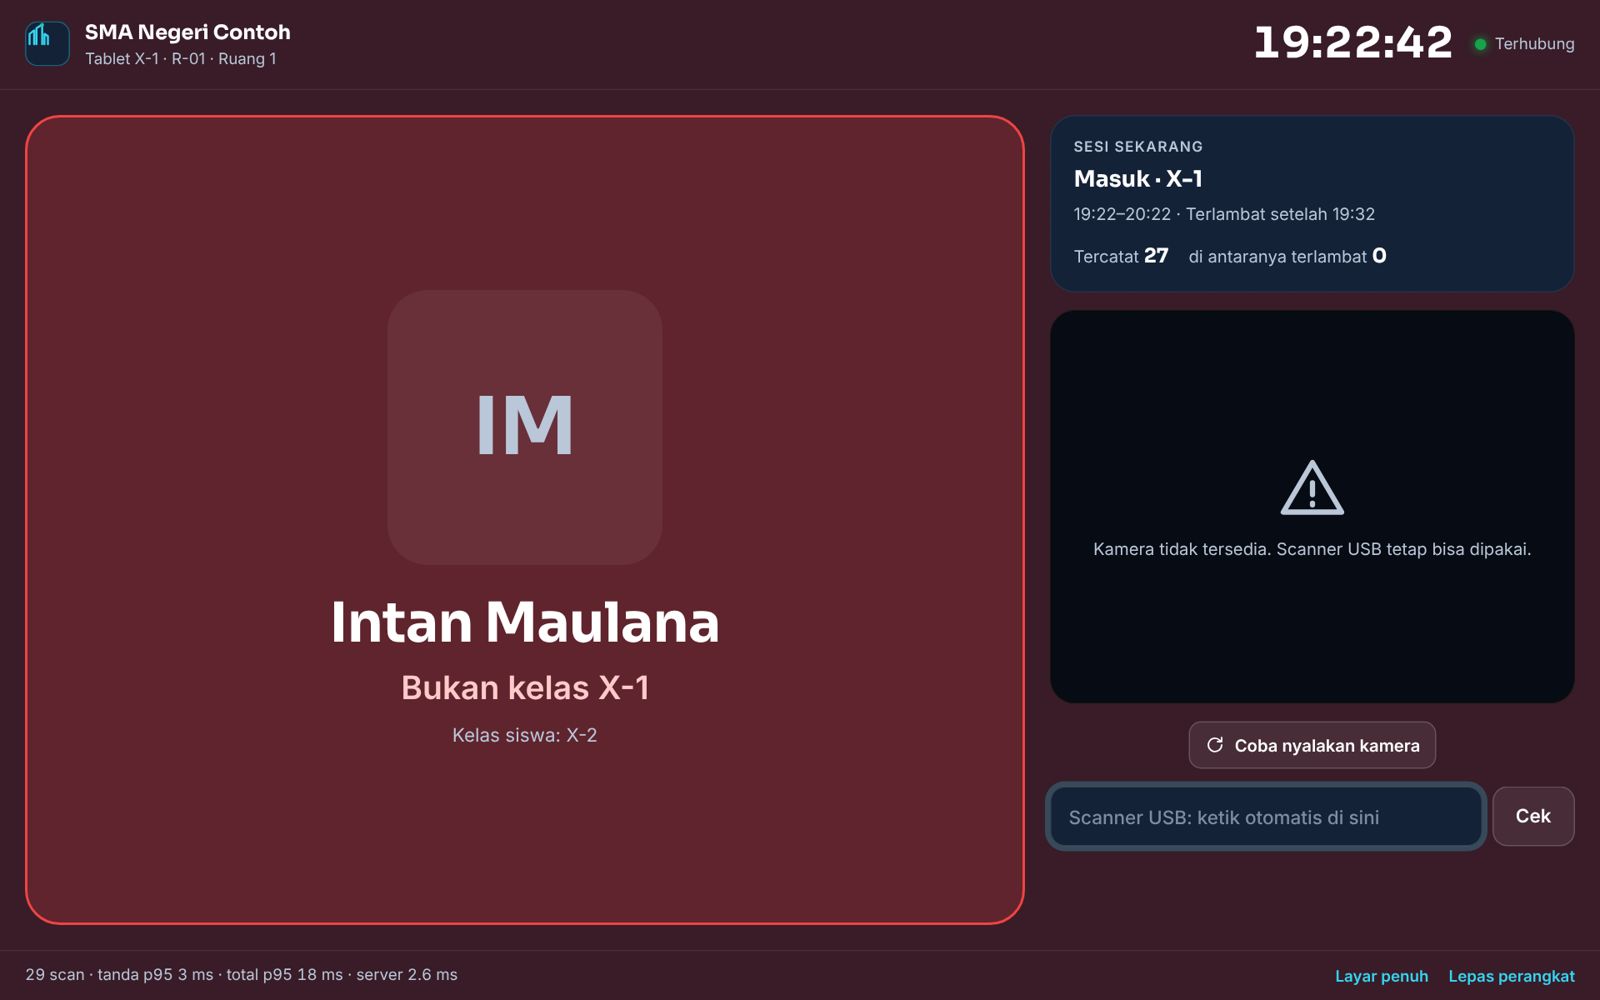 SMA Negeri Contoh
Tablet X-1 · R-01 · Ruang 1
19:22:42
Terhubung
IM
Intan Maulana
Bukan kelas X-1
Kelas siswa: X-2
SESI SEKARANG
Masuk · X-1
19:22–20:22 · Terlambat setelah 19:32
Tercatat 27 di antaranya terlambat 0
Kamera tidak tersedia. Scanner USB tetap bisa dipakai.
Coba nyalakan kamera
Scanner USB: ketik otomatis di sini
Cek
29 scan · tanda p95 3 ms · total p95 18 ms · server 2.6 ms
Layar penuh
Lepas perangkat